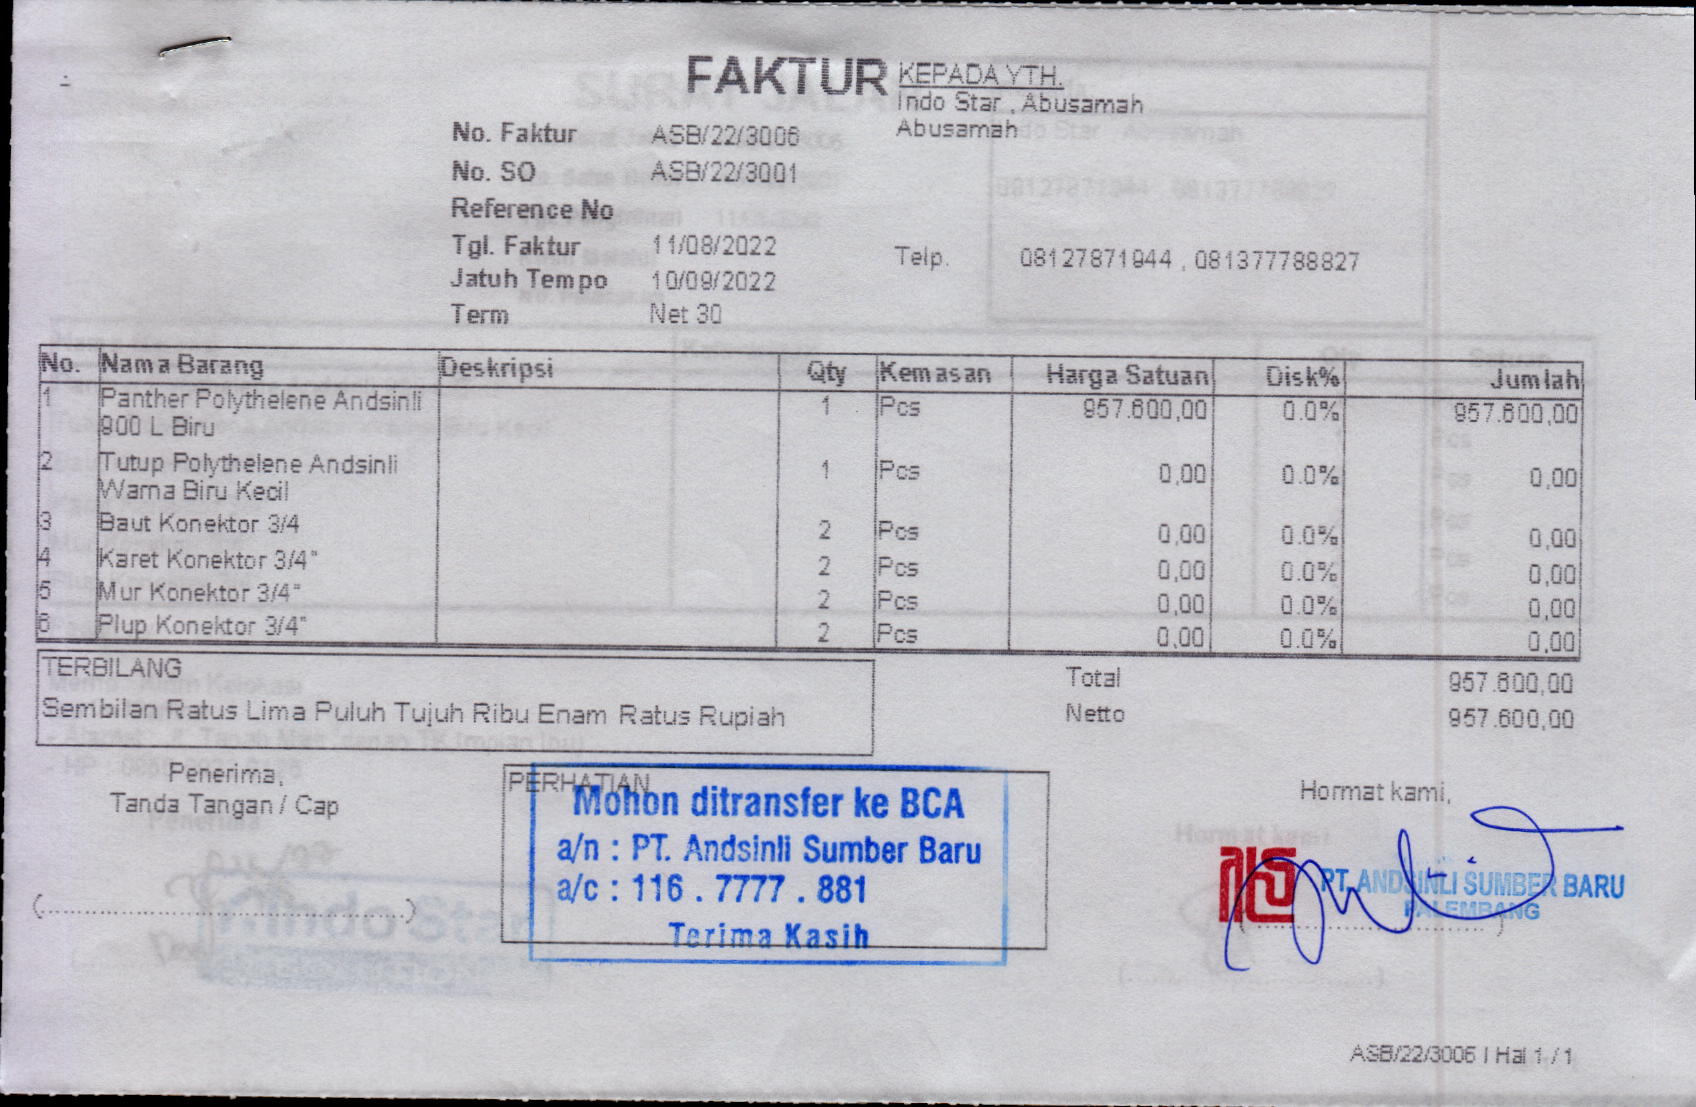 FAKTUR
KEPADA YTH.
Indo Star , Abusamah
Abusamah
No. Faktur ASB/22/3006
No. SO ASB/22/3001
Reference No
Tgl. Faktur 11/08/2022
Jatuh Tempo 10/09/2022
Term Net 30
Telp. 08127871944 , 081377788827
No. Nama Barang Deskripsi Qty Kemasan Harga Satuan Disk% Jumlah
1 Panther Polythelene Andsinli 1 Pcs 957.600,00 0.0% 957.600,00
900 L Biru
2 Tutup Polythelene Andsinli 1 Pcs 0,00 0.0% 0,00
Warna Biru Kecil
3 Baut Konektor 3/4 2 Pcs 0,00 0.0% 0,00
4 Karet Konektor 3/4" 2 Pcs 0,00 0.0% 0,00
5 Mur Konektor 3/4" 2 Pcs 0,00 0.0% 0,00
6 Plup Konektor 3/4" 2 Pcs 0,00 0.0% 0,00
TERBILANG
Sembilan Ratus Lima Puluh Tujuh Ribu Enam Ratus Rupiah
Total 957.600,00
Netto 957.600,00
Penerima,
Tanda Tangan / Cap
(........................................)
PERHATIAN
Mohon ditransfer ke BCA
a/n : PT. Andsinli Sumber Baru
a/c : 116 . 7777 . 881
Terima Kasih
Hormat kami,
PT. ANDSINLI SUMBER BARU
PALEMBANG
(........................................)
ASB/22/3006 | Hal 1 / 1